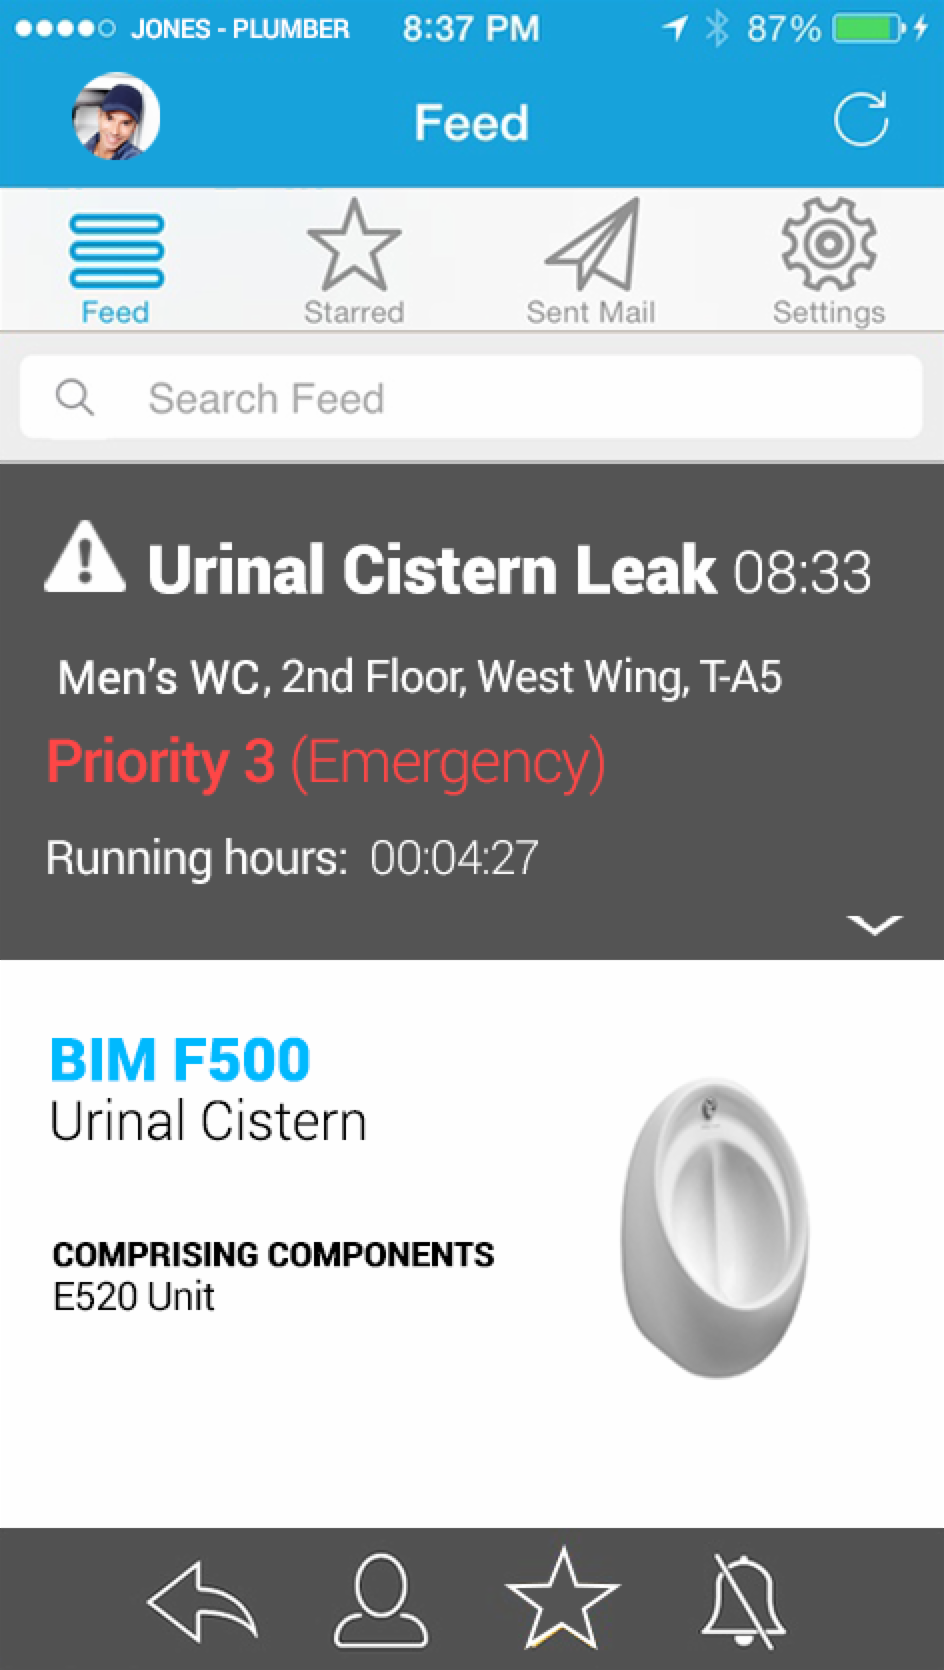 JONES - PLUMBER 8:37 PM 87%
Feed
Feed Starred Sent Mail Settings
Search Feed
Urinal Cistern Leak 08:33
Men's WC, 2nd Floor, West Wing, T-A5
Priority 3 (Emergency)
Running hours: 00:04:27
BIM F500
Urinal Cistern
COMPRISING COMPONENTS
E520 Unit